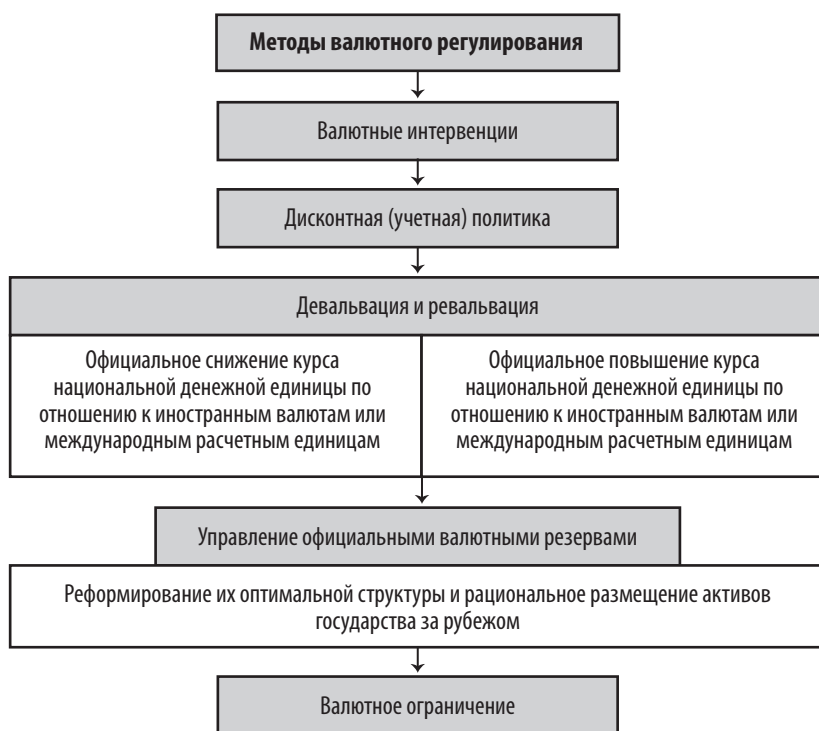 Методы валютного регулирования
Валютные интервенции
Дисконтная (учетная) политика
Девальвация и ревальвация
Официальное снижение курса
национальной денежной единицы по
отношению к иностранным валютам или
международным расчетным единицам
Официальное повышение курса
национальной денежной единицы по
отношению к иностранным валютам или
международным расчетным единицам
Управление официальными валютными резервами
Реформирование их оптимальной структуры и рациональное размещение активов
государства за рубежом
Валютное ограничение